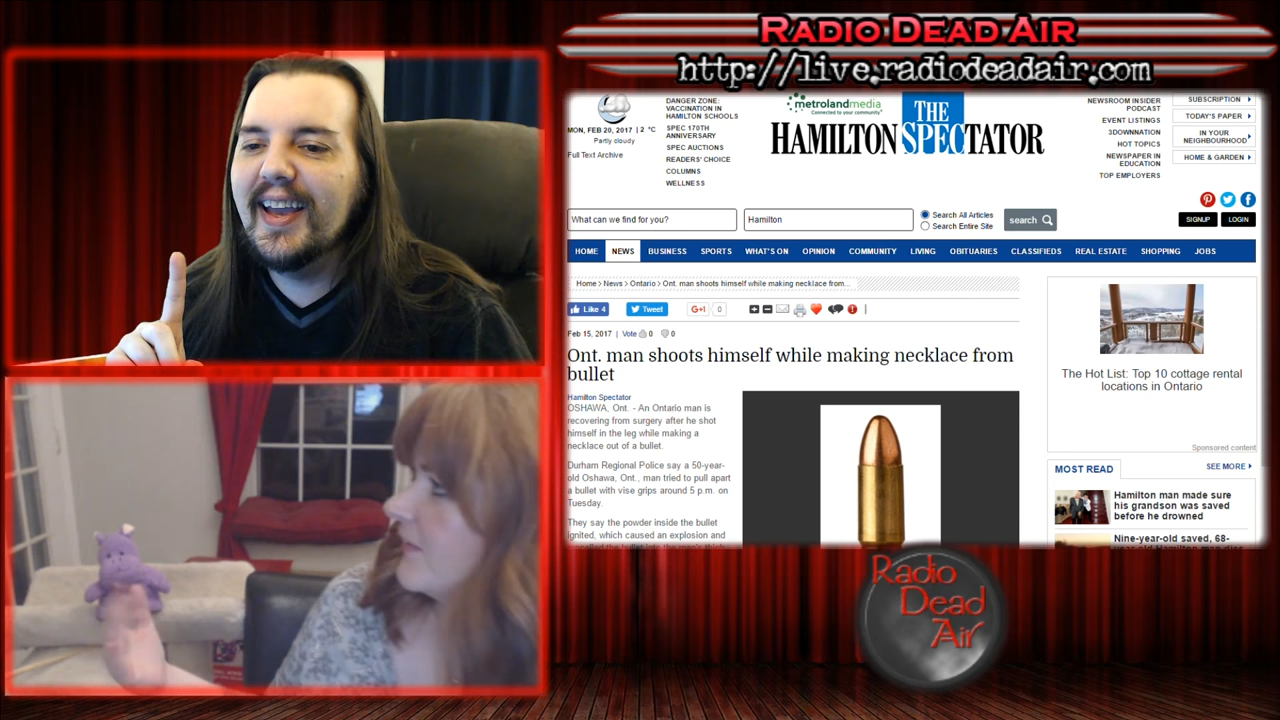 RADIO DEAD AIR
http://live.radiodeadair.com
MON, FEB 20, 2017 | 2 °C
Partly cloudy
Full Text Archive
DANGER ZONE:
VACCINATION IN
HAMILTON SCHOOLS
SPEC 170TH
ANNIVERSARY
SPEC AUCTIONS
READERS' CHOICE
COLUMNS
WELLNESS
metrolandmedia
Connected to your community
THE
HAMILTON SPECTATOR
NEWSROOM INSIDER
PODCAST
EVENT LISTINGS
3DOWNNATION
HOT TOPICS
NEWSPAPER IN
EDUCATION
TOP EMPLOYERS
SUBSCRIPTION
TODAY'S PAPER
IN YOUR
NEIGHBOURHOOD
HOME & GARDEN
What can we find for you?
Hamilton
Search All Articles
Search Entire Site
search
SIGNUP
LOGIN
HOME NEWS BUSINESS SPORTS WHAT'S ON OPINION COMMUNITY LIVING OBITUARIES CLASSIFIEDS REAL ESTATE SHOPPING JOBS
Home > News > Ontario > Ont. man shoots himself while making necklace from...
Like 4 Tweet G+1 0
Feb 15, 2017 | Vote 0 0
Ont. man shoots himself while making necklace from
bullet
Hamilton Spectator
OSHAWA, Ont. - An Ontario man is
recovering from surgery after he shot
himself in the leg while making a
necklace out of a bullet.
Durham Regional Police say a 50-year-
old Oshawa, Ont., man tried to pull apart
a bullet with vise grips around 5 p.m. on
Tuesday.
They say the powder inside the bullet
ignited, which caused an explosion and
The Hot List: Top 10 cottage rental
locations in Ontario
Sponsored content
MOST READ
SEE MORE
Hamilton man made sure
his grandson was saved
before he drowned
Nine-year-old saved, 68-
Radio
Dead
Air